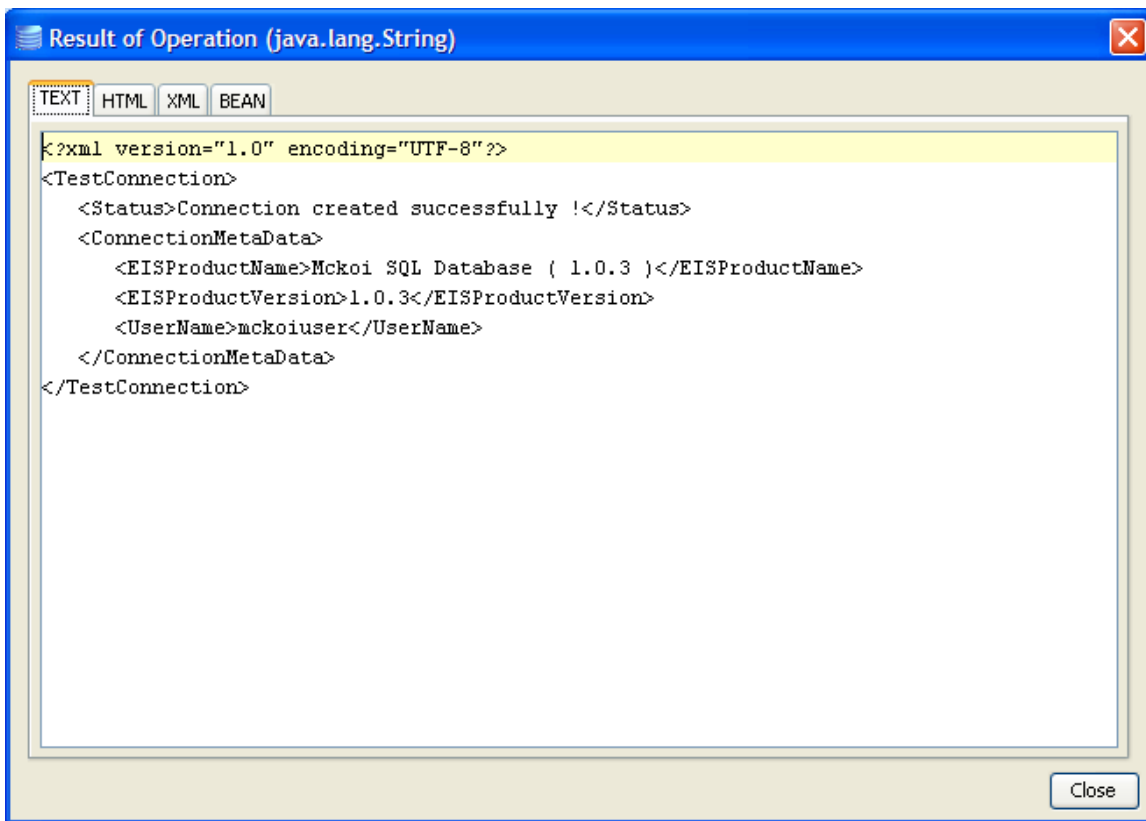 Result of Operation (java.lang.String)
TEXT HTML XML BEAN
<?xml version="1.0" encoding="UTF-8"?>
<TestConnection>
   <Status>Connection created successfully !</Status>
   <ConnectionMetaData>
      <EISProductName>Mckoi SQL Database ( 1.0.3 )</EISProductName>
      <EISProductVersion>1.0.3</EISProductVersion>
      <UserName>mckoiuser</UserName>
   </ConnectionMetaData>
</TestConnection>
Close